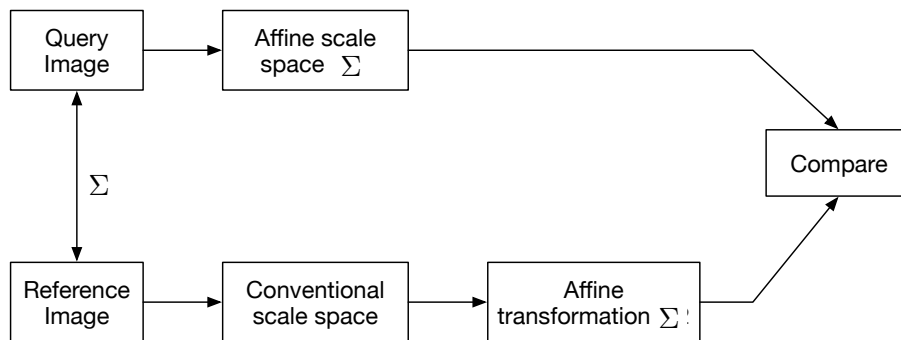 Query
Image
Affine scale
space Σ
Compare
Σ
Reference
Image
Conventional
scale space
Affine
transformation Σ